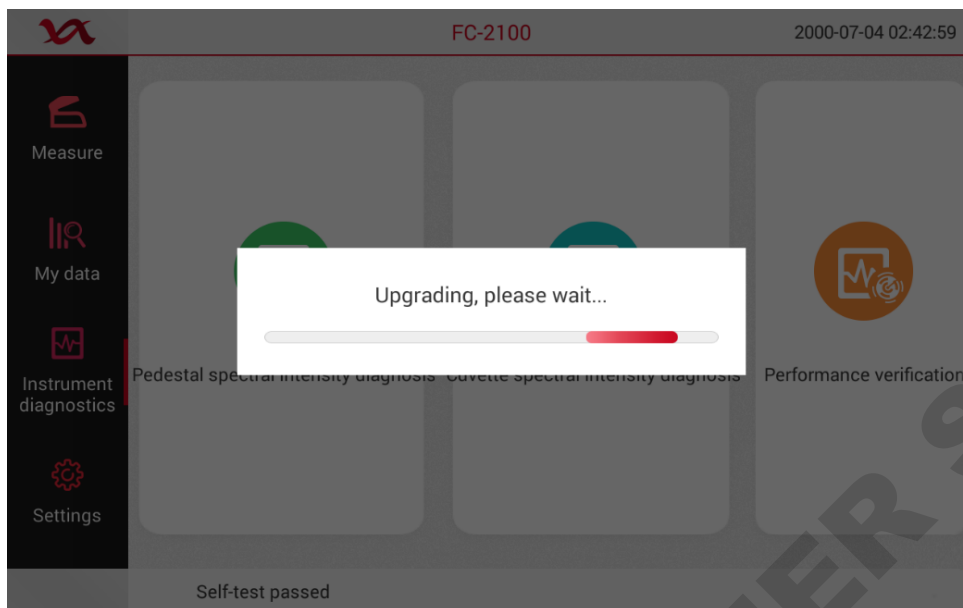 FC-2100
2000-07-04 02:42:59
Measure
My data
Instrument
diagnostics
Settings
Upgrading, please wait...
Pedestal spectral intensity diagnosis
Cuvette spectral intensity diagnosis
Performance verification
Self-test passed